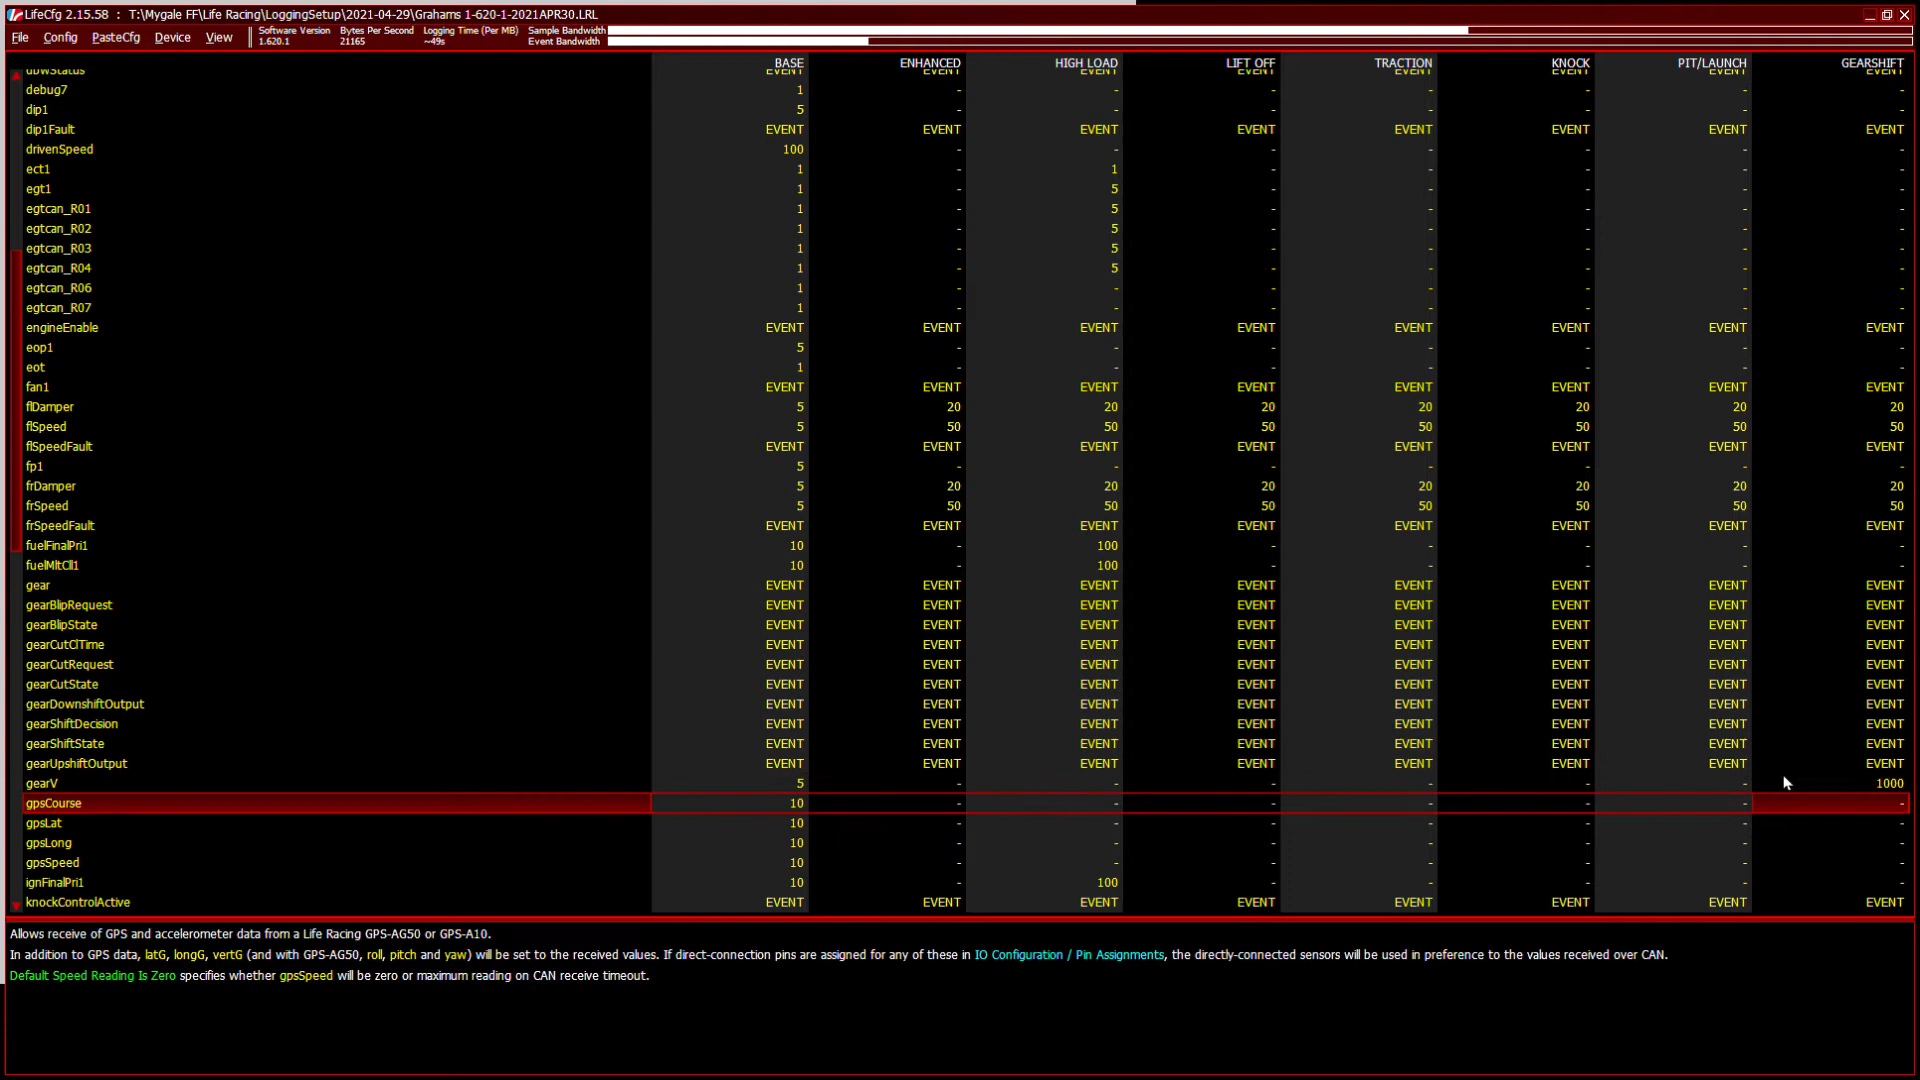 LifeCfg 2.15.58 : T:\Mygale FF\Life Racing\LoggingSetup\2021-04-29\Grahams 1-620-1-2021APR30.LRL
File Config PasteCfg Device View Software Version 1.620.1 Bytes Per Second 21165 Logging Time (Per MB) ~49s Sample Bandwidth Event Bandwidth
BASE ENHANCED HIGH LOAD LIFT OFF TRACTION KNOCK PIT/LAUNCH GEARSHIFT
dbwStatus EVENT EVENT EVENT EVENT EVENT EVENT EVENT EVENT
debug7 1 - - - - - - -
dip1 5 - - - - - - -
dip1Fault EVENT EVENT EVENT EVENT EVENT EVENT EVENT EVENT
drivenSpeed 100 - - - - - - -
ect1 1 - 1 - - - - -
egt1 1 - 5 - - - - -
egtcan_R01 1 - 5 - - - - -
egtcan_R02 1 - 5 - - - - -
egtcan_R03 1 - 5 - - - - -
egtcan_R04 1 - 5 - - - - -
egtcan_R06 1 - - - - - - -
egtcan_R07 1 - - - - - - -
engineEnable EVENT EVENT EVENT EVENT EVENT EVENT EVENT EVENT
eop1 5 - - - - - - -
eot 1 - - - - - - -
fan1 EVENT EVENT EVENT EVENT EVENT EVENT EVENT EVENT
flDamper 5 20 20 20 20 20 20 20
flSpeed 5 50 50 50 50 50 50 50
flSpeedFault EVENT EVENT EVENT EVENT EVENT EVENT EVENT EVENT
fp1 5 - - - - - - -
frDamper 5 20 20 20 20 20 20 20
frSpeed 5 50 50 50 50 50 50 50
frSpeedFault EVENT EVENT EVENT EVENT EVENT EVENT EVENT EVENT
fuelFinalPri1 10 - 100 - - - - -
fuelMltCll1 10 - 100 - - - - -
gear EVENT EVENT EVENT EVENT EVENT EVENT EVENT EVENT
gearBlipRequest EVENT EVENT EVENT EVENT EVENT EVENT EVENT EVENT
gearBlipState EVENT EVENT EVENT EVENT EVENT EVENT EVENT EVENT
gearCutClTime EVENT EVENT EVENT EVENT EVENT EVENT EVENT EVENT
gearCutRequest EVENT EVENT EVENT EVENT EVENT EVENT EVENT EVENT
gearCutState EVENT EVENT EVENT EVENT EVENT EVENT EVENT EVENT
gearDownshiftOutput EVENT EVENT EVENT EVENT EVENT EVENT EVENT EVENT
gearShiftDecision EVENT EVENT EVENT EVENT EVENT EVENT EVENT EVENT
gearShiftState EVENT EVENT EVENT EVENT EVENT EVENT EVENT EVENT
gearUpshiftOutput EVENT EVENT EVENT EVENT EVENT EVENT EVENT EVENT
gearV 5 - - - - - - 1000
gpsCourse 10 - - - - - - -
gpsLat 10 - - - - - - -
gpsLong 10 - - - - - - -
gpsSpeed 10 - - - - - - -
ignFinalPri1 10 - 100 - - - - -
knockControlActive EVENT EVENT EVENT EVENT EVENT EVENT EVENT EVENT
Allows receive of GPS and accelerometer data from a Life Racing GPS-AG50 or GPS-A10.
In addition to GPS data, latG, longG, vertG (and with GPS-AG50, roll, pitch and yaw) will be set to the received values. If direct-connection pins are assigned for any of these in IO Configuration / Pin Assignments, the directly-connected sensors will be used in preference to the values received over CAN.
Default Speed Reading Is Zero specifies whether gpsSpeed will be zero or maximum reading on CAN receive timeout.